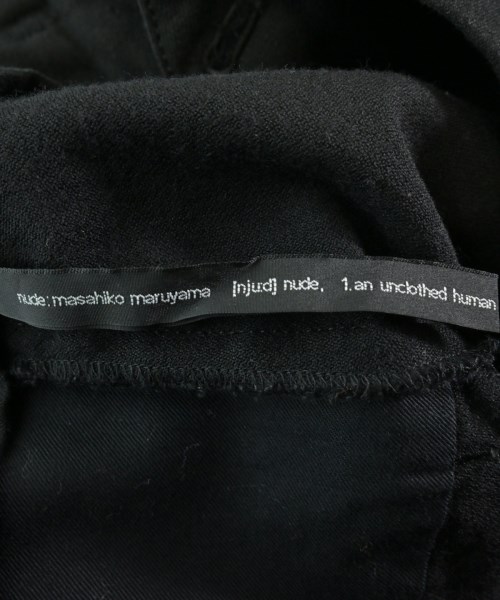 nude:masahiko maruyama [nju:d] nude, 1.an unclothed human